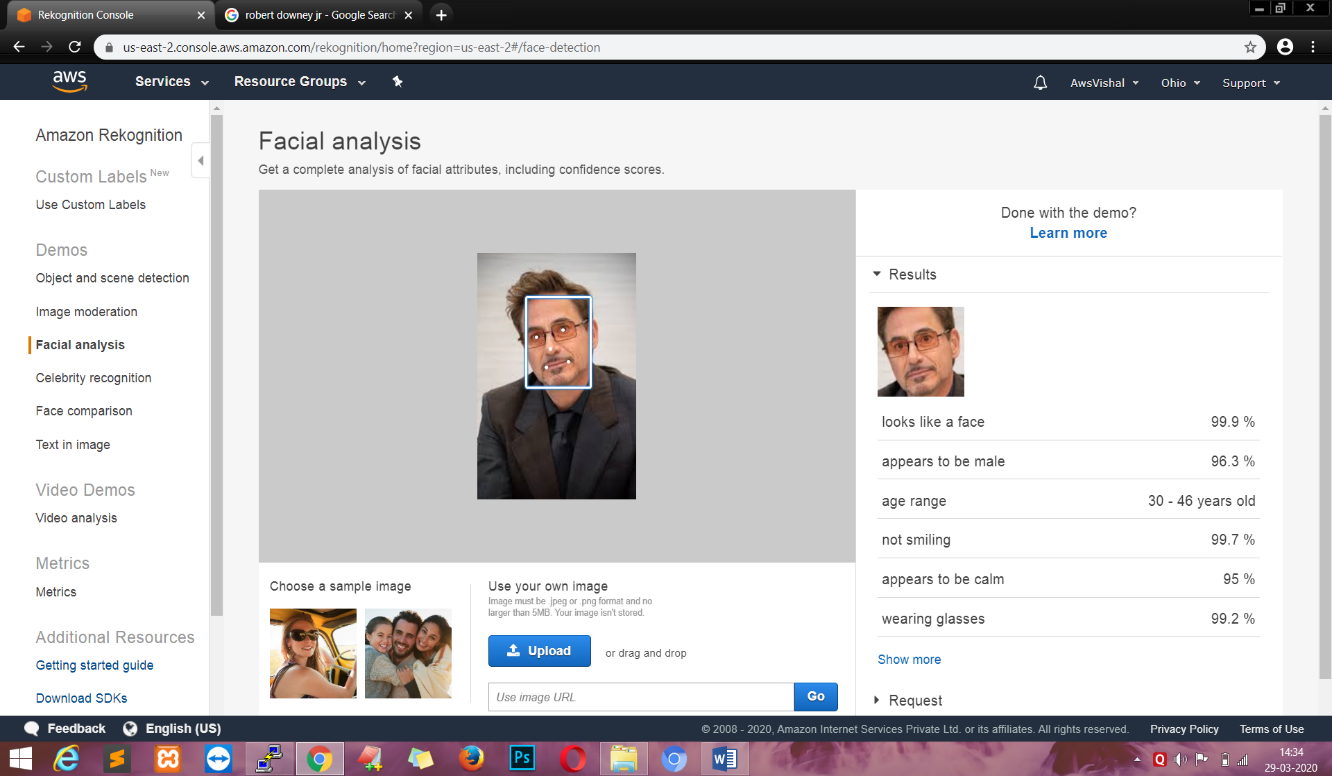 Rekognition Console
robert downey jr - Google Search
us-east-2.console.aws.amazon.com/rekognition/home?region=us-east-2#/face-detection
aws
Services
Resource Groups
AwsVishal
Ohio
Support
Amazon Rekognition
Custom Labels New
Use Custom Labels
Demos
Object and scene detection
Image moderation
Facial analysis
Celebrity recognition
Face comparison
Text in image
Video Demos
Video analysis
Metrics
Metrics
Additional Resources
Getting started guide
Download SDKs
Facial analysis
Get a complete analysis of facial attributes, including confidence scores.
Choose a sample image
Use your own image
Image must be .jpeg or .png format and no
larger than 5MB. Your image isn't stored.
Upload
or drag and drop
Use image URL
Go
Done with the demo?
Learn more
Results
looks like a face 99.9 %
appears to be male 96.3 %
age range 30 - 46 years old
not smiling 99.7 %
appears to be calm 95 %
wearing glasses 99.2 %
Show more
Request
Feedback
English (US)
© 2008 - 2020, Amazon Internet Services Private Ltd. or its affiliates. All rights reserved.
Privacy Policy
Terms of Use
Ps
14:34
29-03-2020